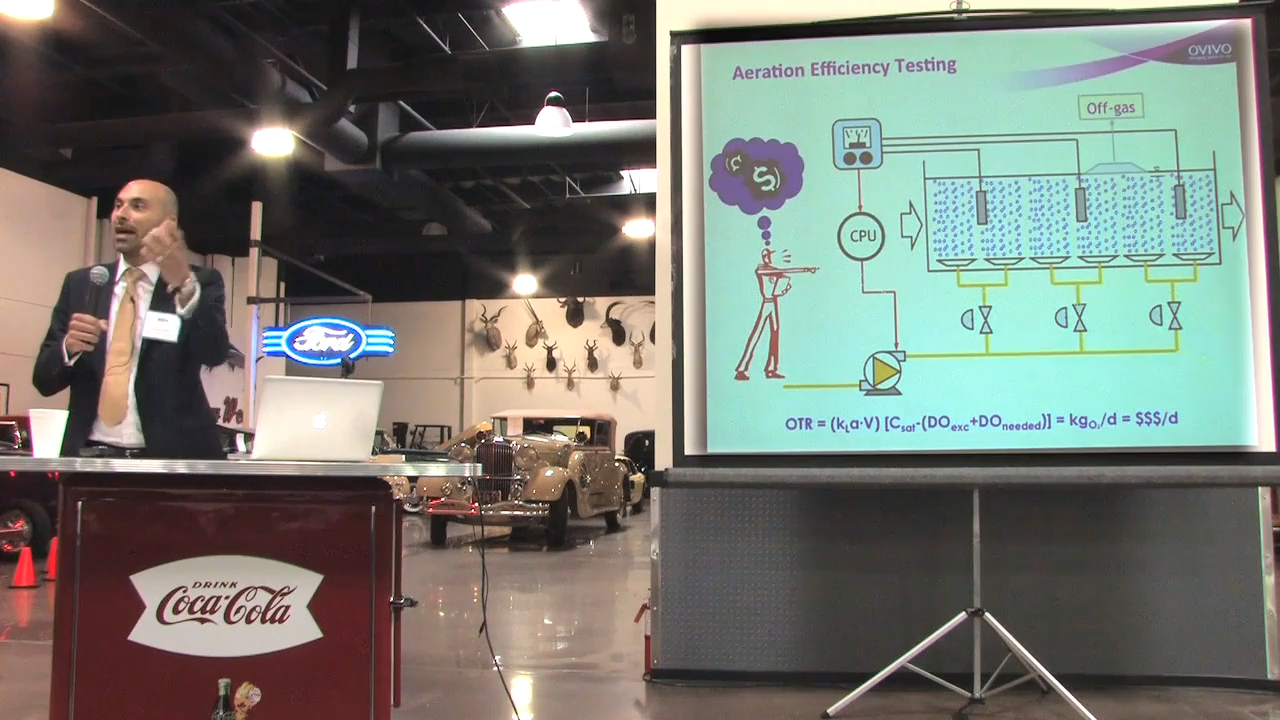 Aeration Efficiency Testing
OVIVO
Off-gas
CPU
$
OTR = (kLa·V) [Csat-(DOexc+DOneeded)] = kgO₂/d = $$$/d
Ford
DRINK
Coca-Cola